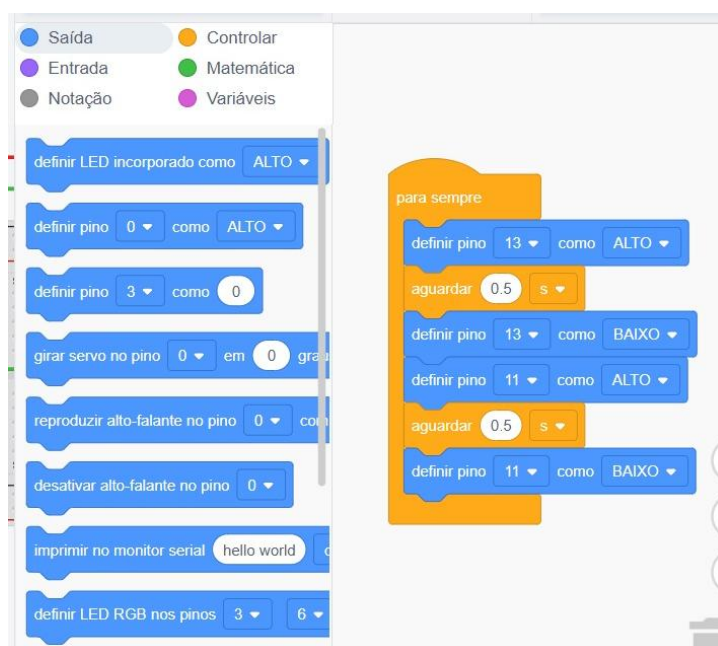 Saída
Controlar
Entrada
Matemática
Notação
Variáveis
definir LED incorporado como ALTO
definir pino 0 como ALTO
definir pino 3 como 0
girar servo no pino 0 em 0
reproduzir alto-falante no pino 0
desativar alto-falante no pino 0
imprimir no monitor serial hello world
definir LED RGB nos pinos 3 6
para sempre
definir pino 13 como ALTO
aguardar 0.5 s
definir pino 13 como BAIXO
definir pino 11 como ALTO
aguardar 0.5 s
definir pino 11 como BAIXO